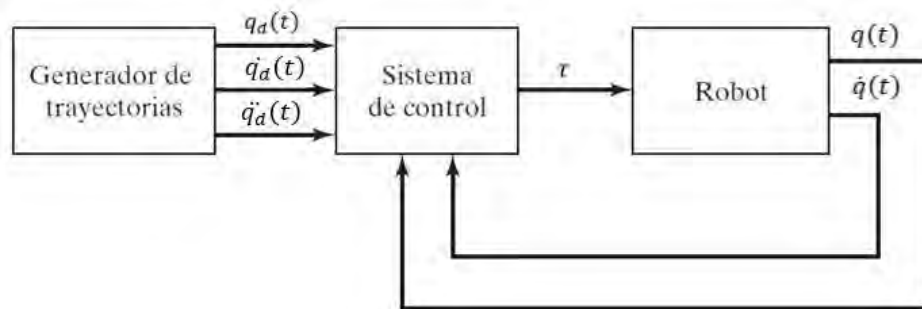 Generador de
trayectorias
q_d(t)
q̇_d(t)
q̈_d(t)
Sistema
de control
τ
Robot
q(t)
q̇(t)